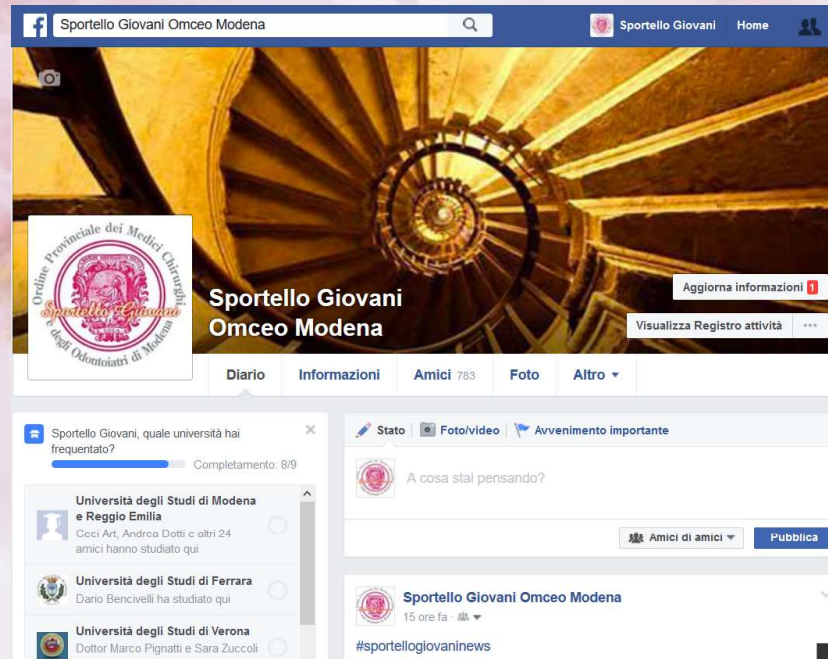 Sportello Giovani Omceo Modena
Sportello Giovani Home
Ordine Provinciale dei Medici Chirurghi
e degli Odontoiatri di Modena
Sportello Giovani
Sportello Giovani
Omceo Modena
Aggiorna informazioni 1
Visualizza Registro attività ...
Diario Informazioni Amici 783 Foto Altro
Sportello Giovani, quale università hai
frequentato?
Completamento: 8/9
Università degli Studi di Modena
e Reggio Emilia
Ceci Art, Andrea Dotti e altri 24
amici hanno studiato qui
Università degli Studi di Ferrara
Dario Bencivelli ha studiato qui
Università degli Studi di Verona
Dottor Marco Pignatti e Sara Zuccoli
Stato Foto/video Avvenimento importante
A cosa stai pensando?
Amici di amici Pubblica
Sportello Giovani Omceo Modena
15 ore fa ·
#sportellogiovaninews